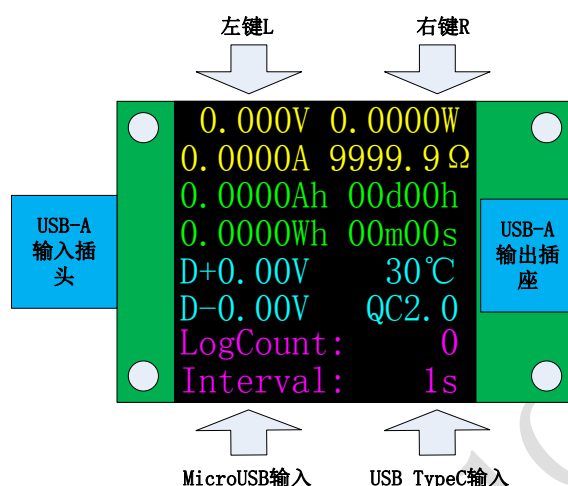 左键L 右键R
0.000V 0.0000W
0.0000A 9999.9Ω
0.0000Ah 00d00h
0.0000Wh 00m00s
D+0.00V 30℃
D-0.00V QC2.0
LogCount: 0
Interval: 1s
USB-A
输入插
头
USB-A
输出插
座
MicroUSB输入 USB TypeC输入